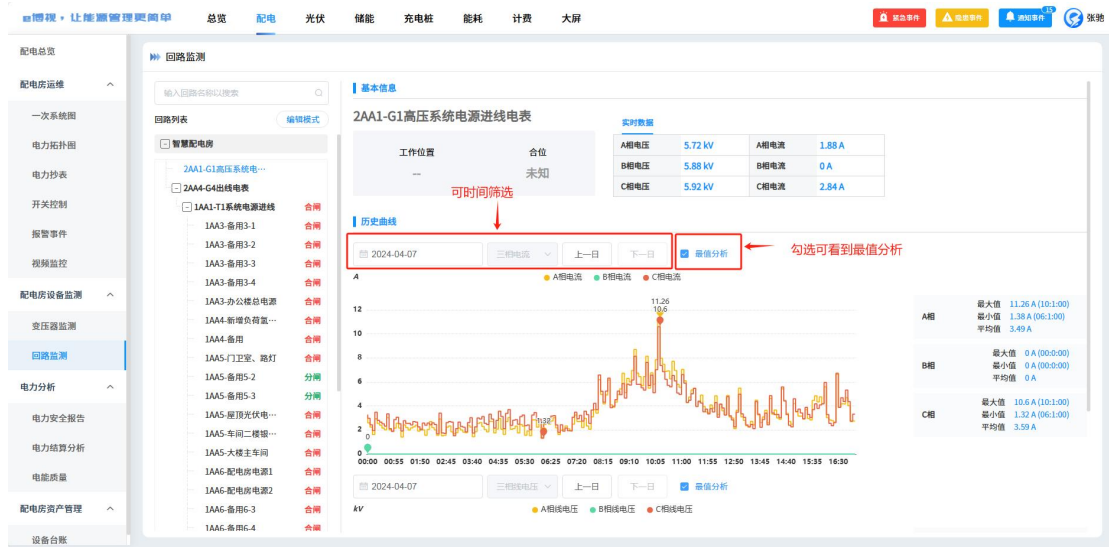 博视·让能源管理更简单
总览 配电 光伏 储能 充电桩 能耗 计费 大屏
紧急事件 隐患事件 通知事件 15 张驰
配电总览
配电房运维
一次系统图
电力拓扑图
电力抄表
开关控制
报警事件
视频监控
配电房设备监测
变压器监测
回路监测
电力分析
电力安全报告
电力结算分析
电能质量
配电房资产管理
设备台账
回路监测
输入回路名称以搜索
回路列表 编辑模式
智慧配电房
2AA1-G1高压系统电…
2AA4-G4出线电表
1AA1-T1系统电源进线 合闸
1AA3-备用3-1 合闸
1AA3-备用3-2 合闸
1AA3-备用3-3 合闸
1AA3-备用3-4 合闸
1AA3-办公楼总电源 合闸
1AA4-新增负荷氮… 合闸
1AA4-备用 合闸
1AA5-门卫室、路灯 合闸
1AA5-备用5-2 分闸
1AA5-备用5-3 分闸
1AA5-屋顶光伏电… 合闸
1AA5-车间二楼辊… 合闸
1AA5-大楼主车间 合闸
1AA6-配电房电源1 合闸
1AA6-配电房电源2 合闸
1AA6-备用6-3 合闸
1AA6-备用6-4 合闸
基本信息
2AA1-G1高压系统电源进线电表
工作位置 合位
-- 未知
实时数据
A相电压 5.72 kV A相电流 1.88 A
B相电压 5.88 kV B相电流 0 A
C相电压 5.92 kV C相电流 2.84 A
可时间筛选
历史曲线
2024-04-07 三相电流 上一日 下一日 最值分析
勾选可看到最值分析
A
A相电流 B相电流 C相电流
12
10
8
6
4
2
0
11.26
10.6
1.38
0
00:00 00:55 01:50 02:45 03:40 04:35 05:30 06:25 07:20 08:15 09:10 10:05 11:00 11:55 12:50 13:45 14:40 15:35 16:30
A相
最大值 11.26 A (10:1:00)
最小值 1.38 A (06:1:00)
平均值 3.49 A
B相
最大值 0 A (00:0:00)
最小值 0 A (00:0:00)
平均值 0 A
C相
最大值 10.6 A (10:1:00)
最小值 1.32 A (06:1:00)
平均值 3.59 A
2024-04-07 三相线电压 上一日 下一日 最值分析
kV
A相线电压 B相线电压 C相线电压